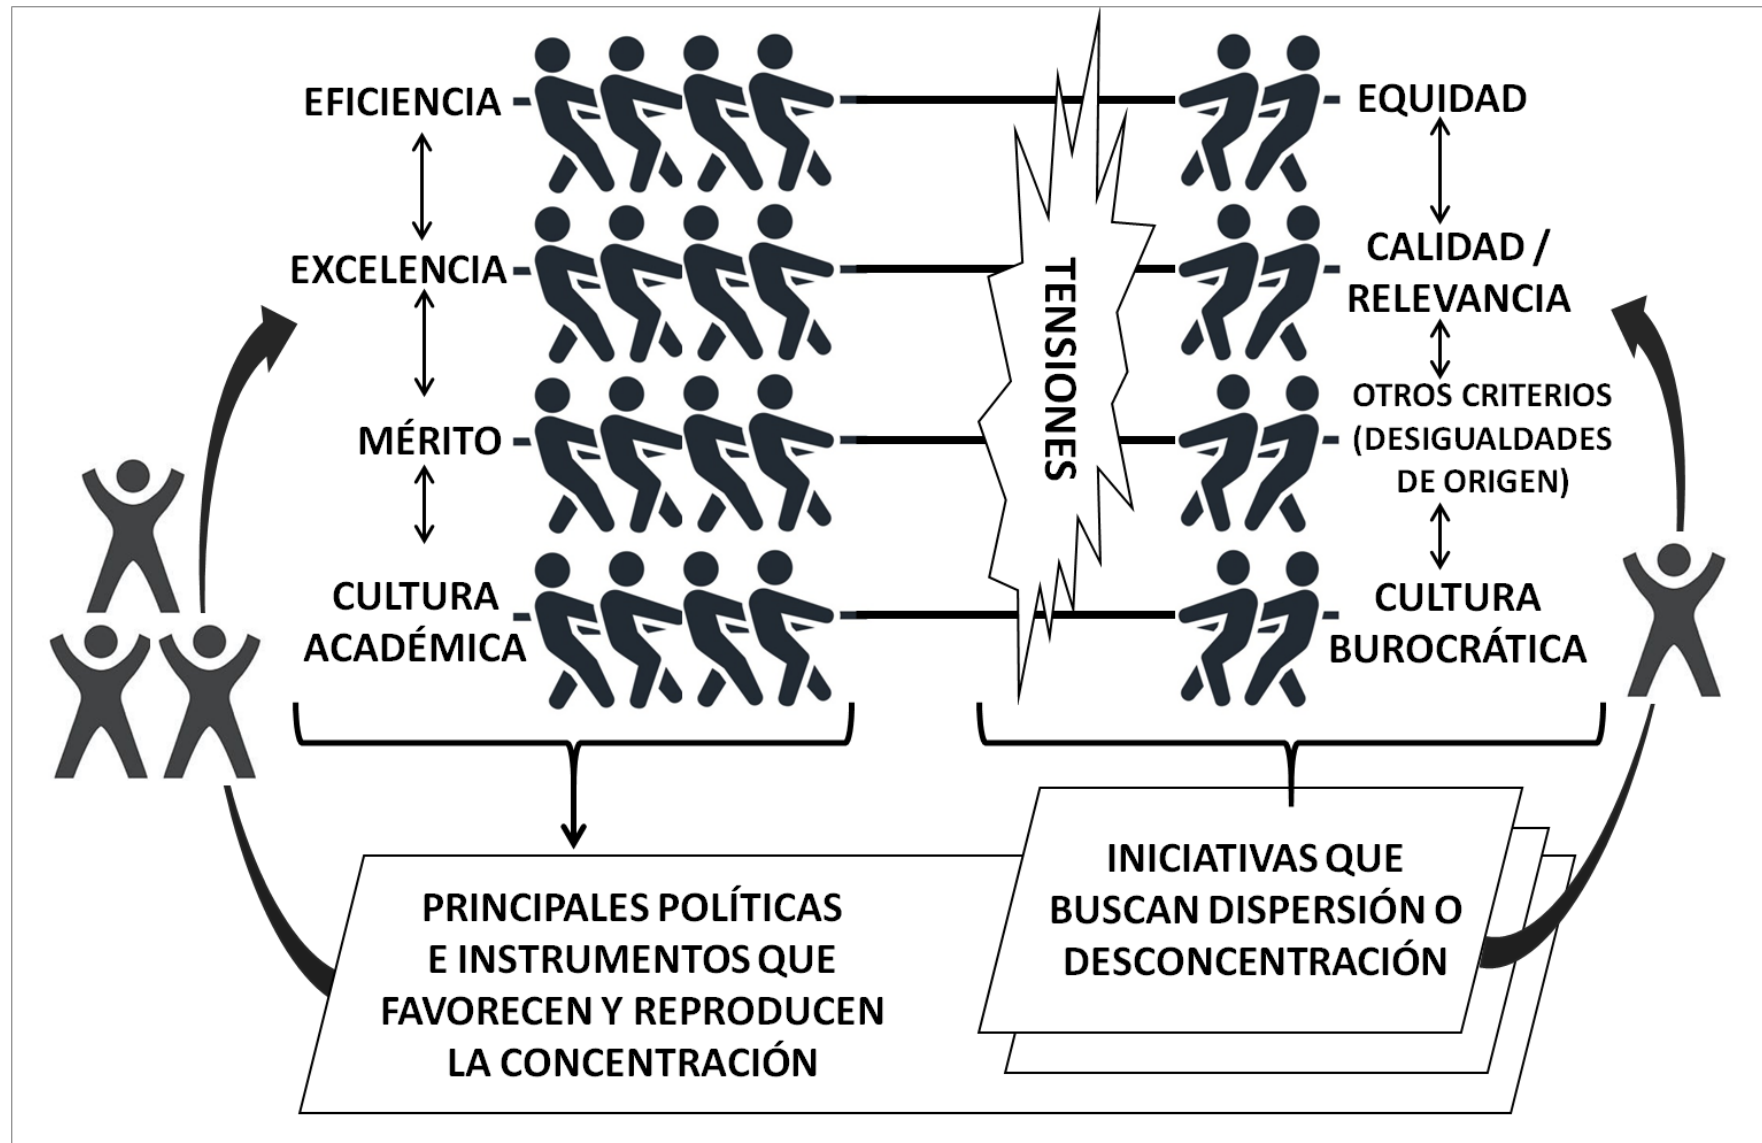 EFICIENCIA
EQUIDAD
EXCELENCIA
CALIDAD /
RELEVANCIA
TENSIONES
MÉRITO
OTROS CRITERIOS
(DESIGUALDADES
DE ORIGEN)
CULTURA
ACADÉMICA
CULTURA
BUROCRÁTICA
PRINCIPALES POLÍTICAS
E INSTRUMENTOS QUE
FAVORECEN Y REPRODUCEN
LA CONCENTRACIÓN
INICIATIVAS QUE
BUSCAN DISPERSIÓN O
DESCONCENTRACIÓN